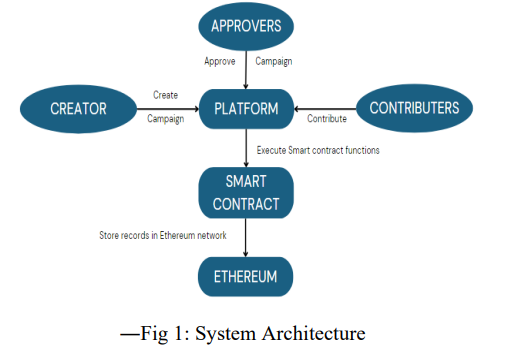 APPROVERS
Approve Campaign
CREATOR
Create
Campaign
PLATFORM
CONTRIBUTERS
Contribute
Execute Smart contract functions
SMART
CONTRACT
Store records in Ethereum network
ETHEREUM
—Fig 1: System Architecture